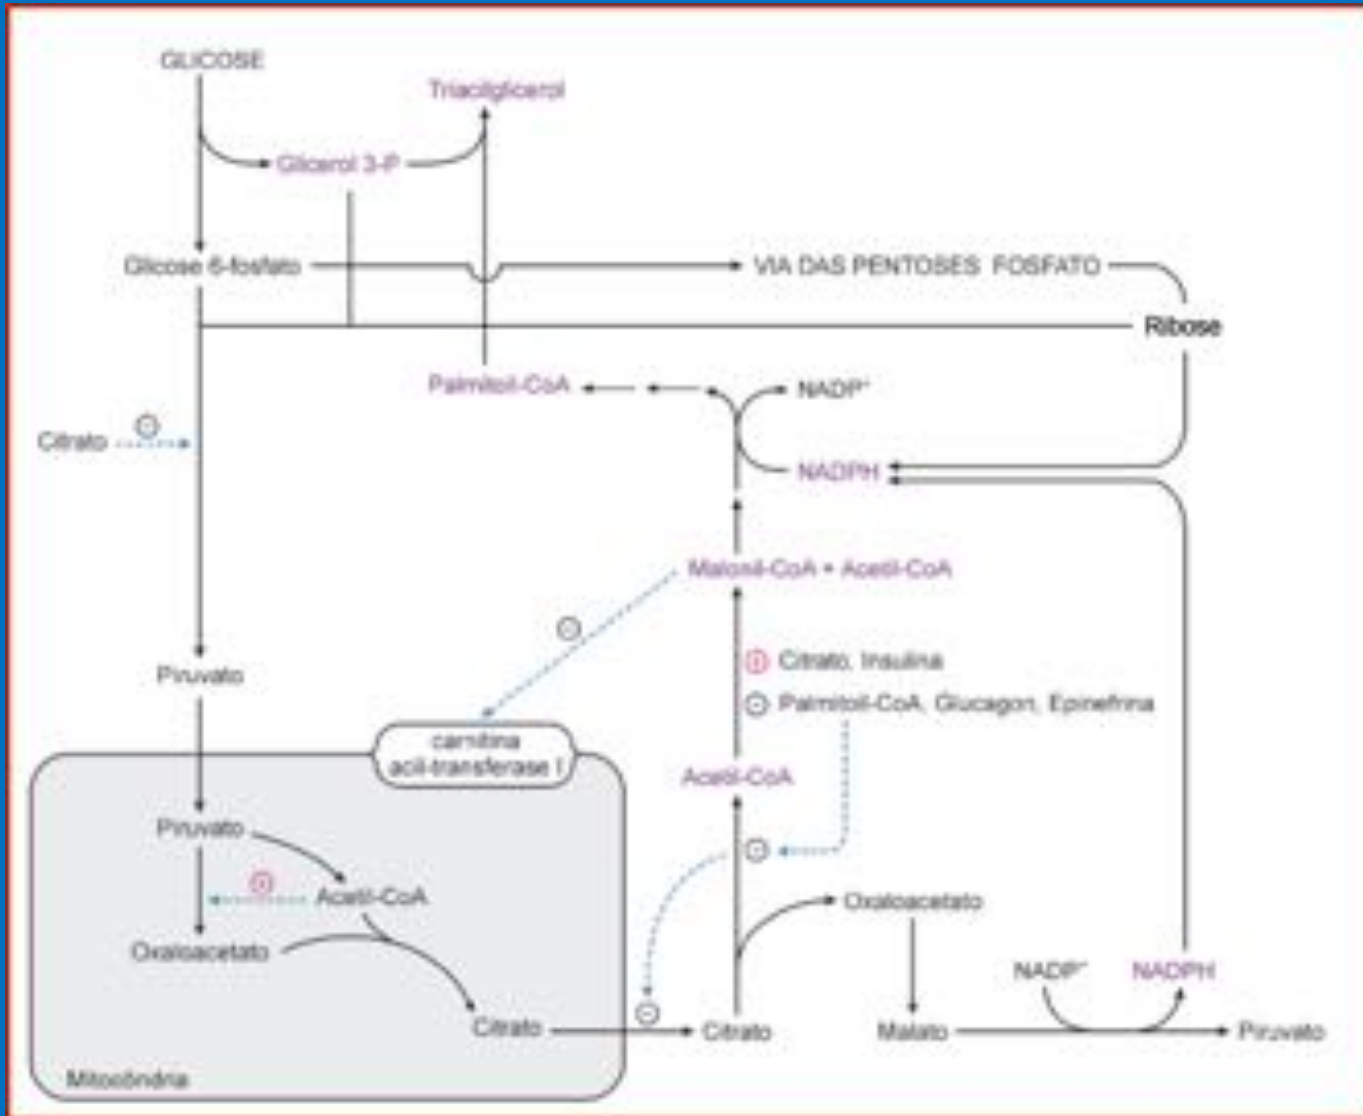 GLICOSE
Triacilglicerol
Glicerol 3-P
Glicose 6-fosfato
VIA DAS PENTOSES FOSFATO
Ribose
Palmitoil-CoA
NADP⁺
Citrato
NADPH
Malonil-CoA + Acetil-CoA
Piruvato
Citrato, Insulina
Palmitoil-CoA, Glucagon, Epinefrina
carnitina
acil-transferase I
Acetil-CoA
Piruvato
Acetil-CoA
Oxaloacetato
Oxaloacetato
NADP⁺
NADPH
Citrato
Citrato
Malato
Piruvato
Mitocôndria